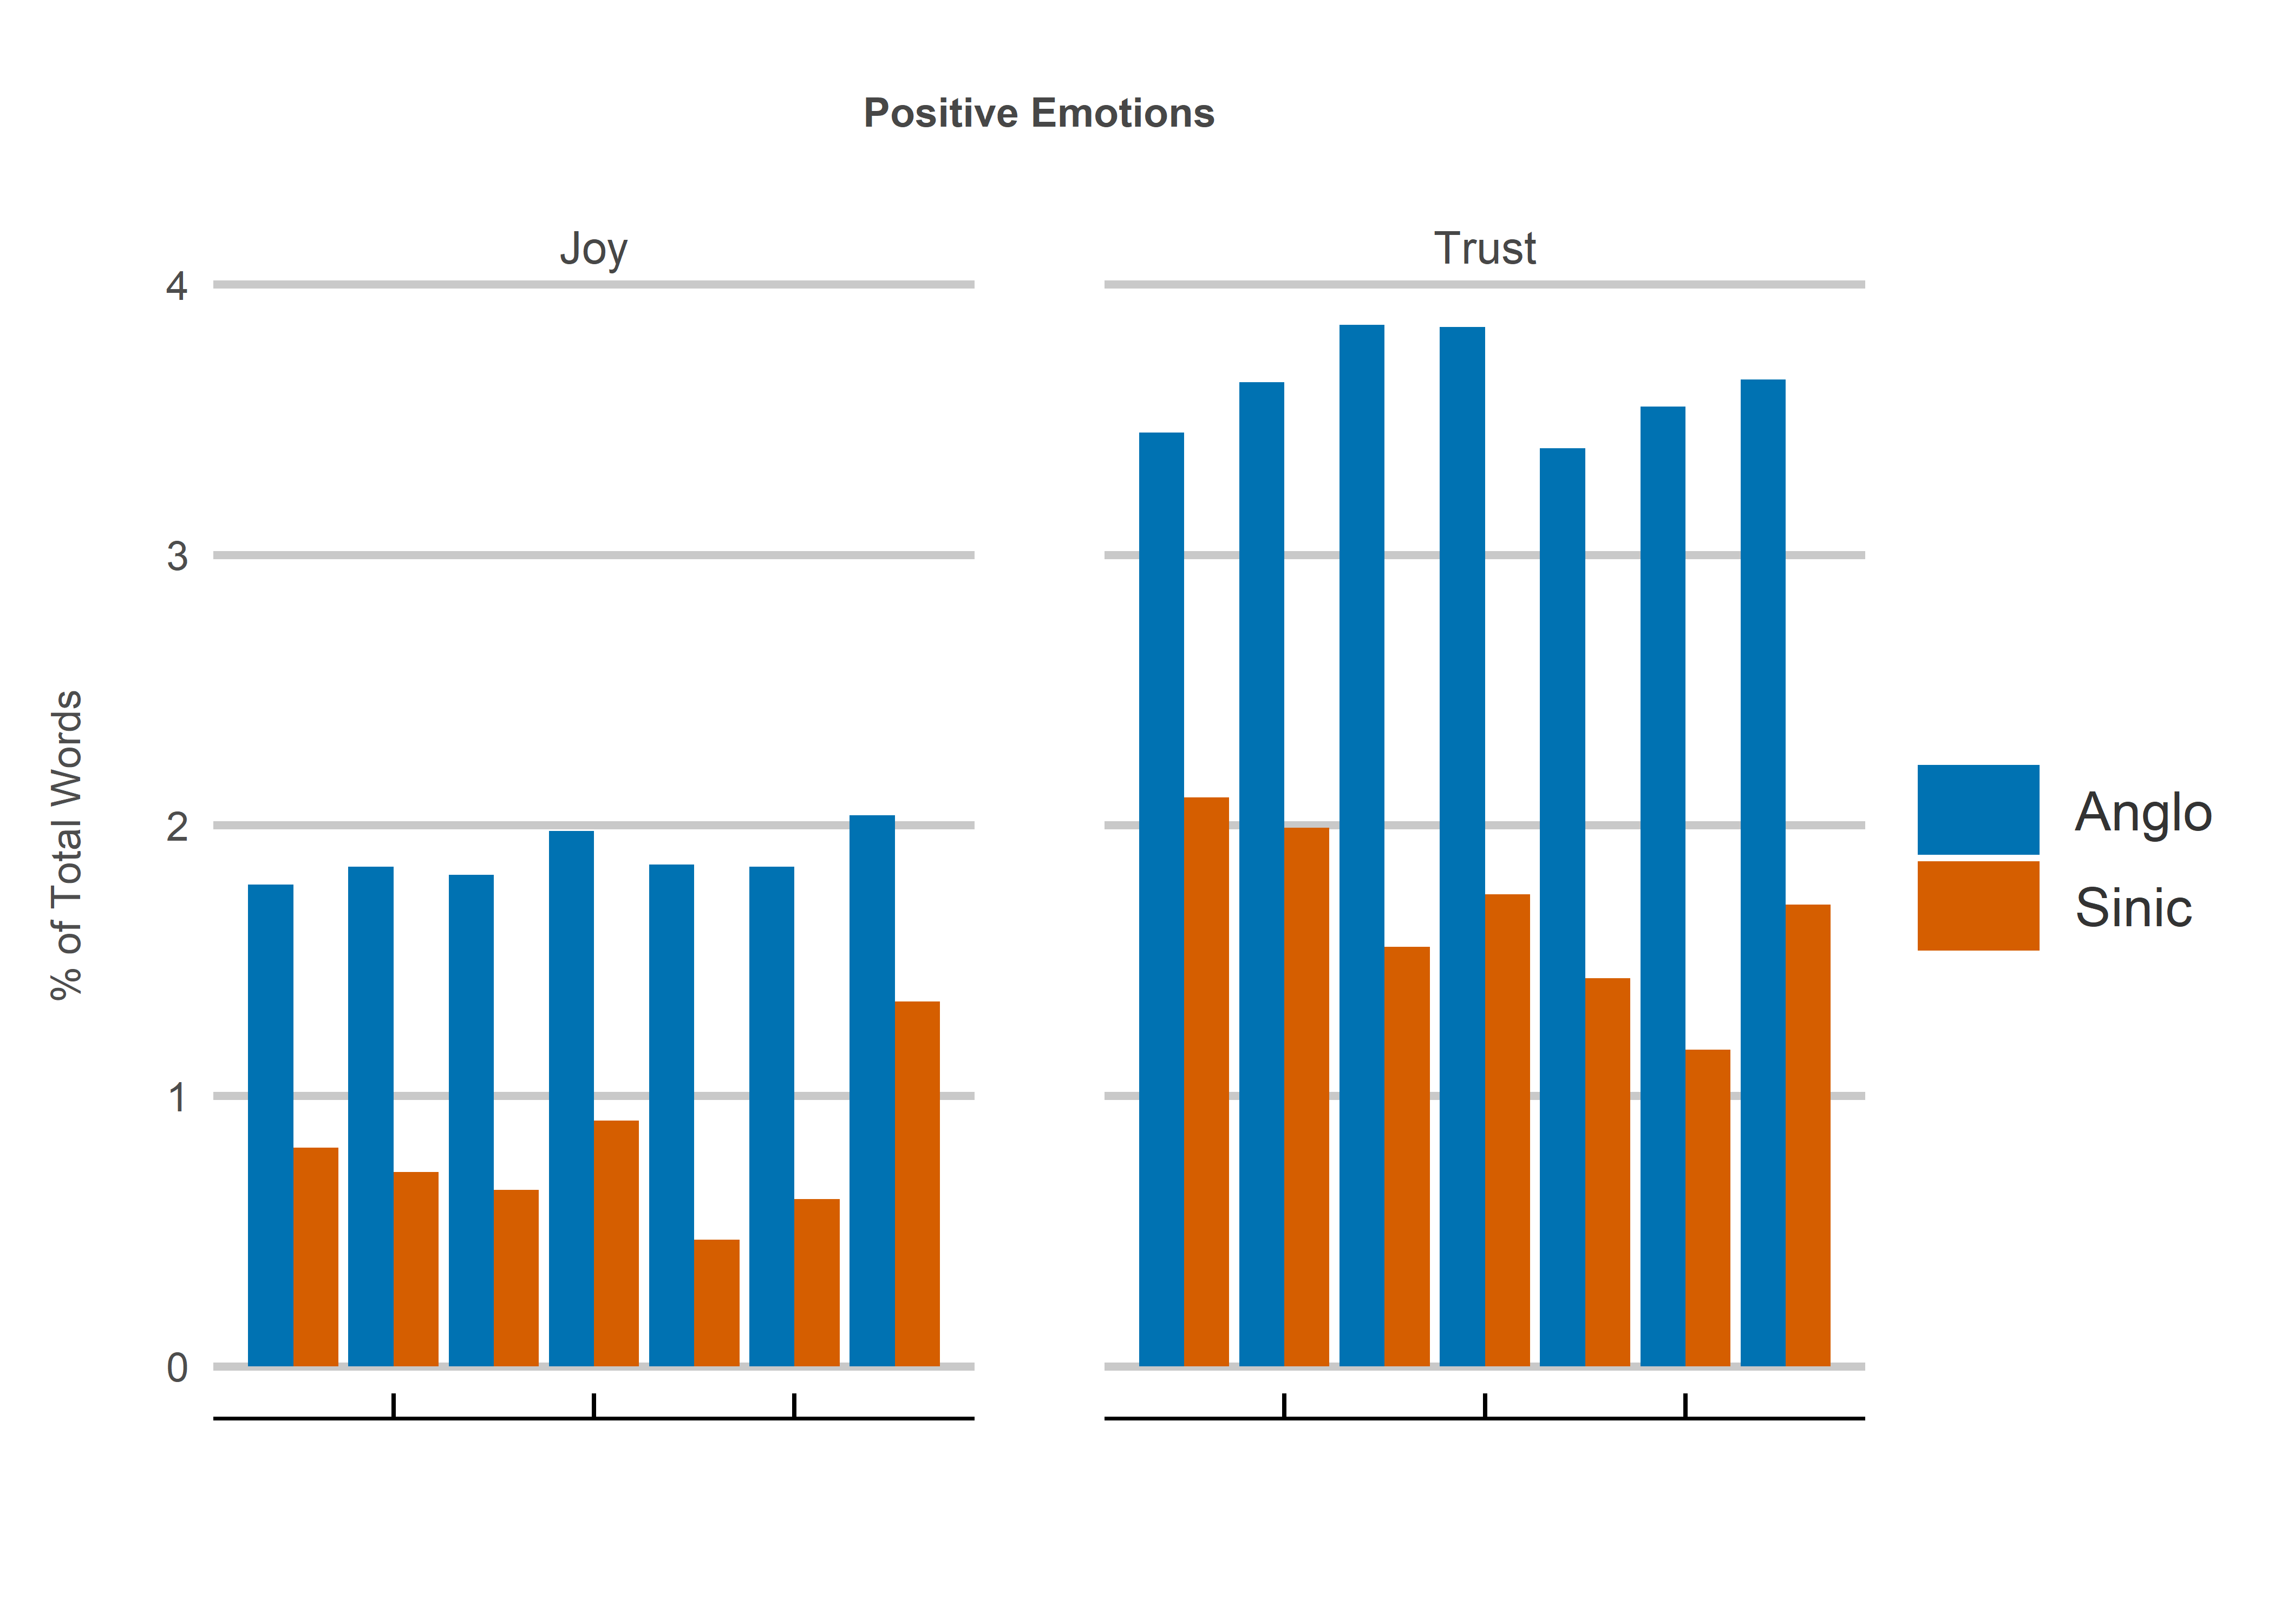 Positive Emotions
Joy
Trust
4
3
2
1
0
% of Total Words
Anglo
Sinic